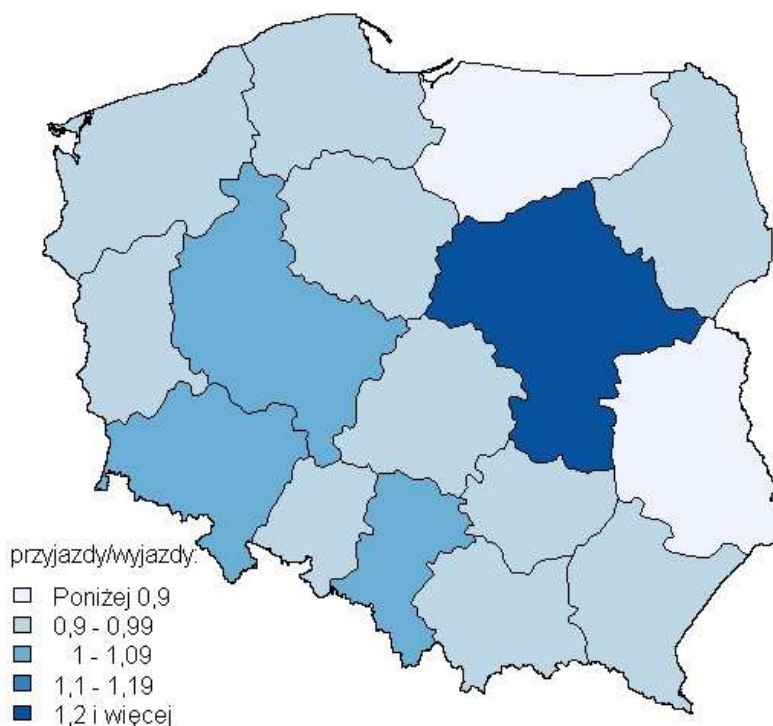 przyjazdy/wyjazdy:
Poniżej 0,9
0,9 - 0,99
1 - 1,09
1,1 - 1,19
1,2 i więcej